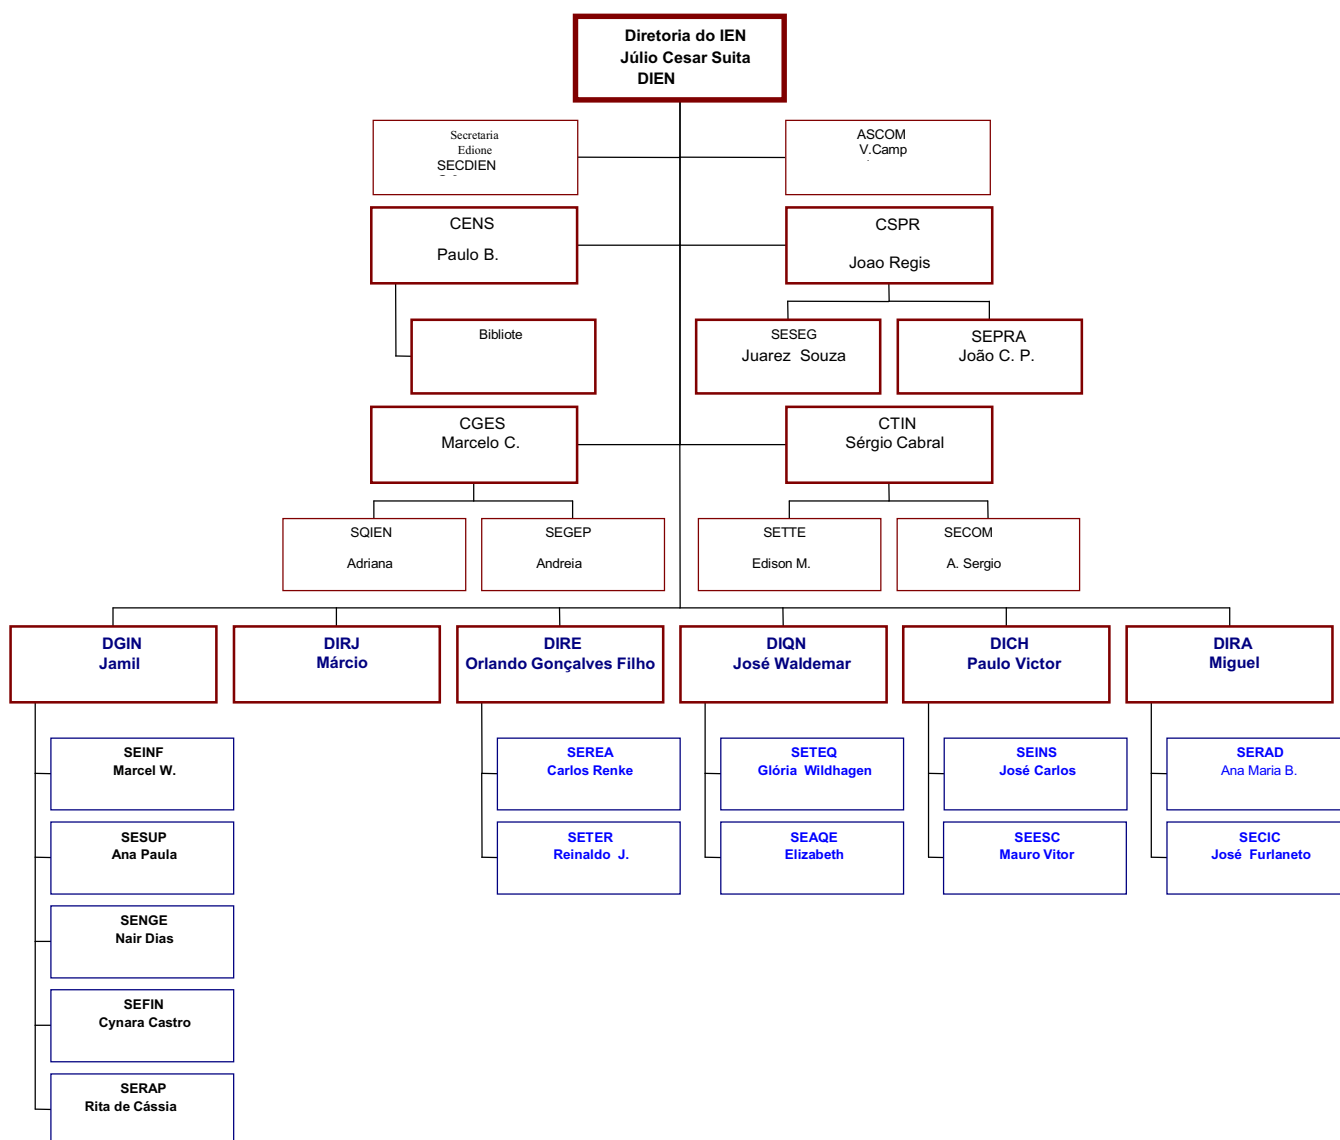 Diretoria do IEN
Júlio Cesar Suita
DIEN
Secretaria
Edione
SECDIEN
ASCOM
V.Camp
CENS
Paulo B.
CSPR
Joao Regis
Bibliote
SESEG
Juarez Souza
SEPRA
João C. P.
CGES
Marcelo C.
CTIN
Sérgio Cabral
SQIEN
Adriana
SEGEP
Andreia
SETTE
Edison M.
SECOM
A. Sergio
DGIN
Jamil
DIRJ
Márcio
DIRE
Orlando Gonçalves Filho
DIQN
José Waldemar
DICH
Paulo Victor
DIRA
Miguel
SEINF
Marcel W.
SEREA
Carlos Renke
SETEQ
Glória Wildhagen
SEINS
José Carlos
SERAD
Ana Maria B.
SESUP
Ana Paula
SETER
Reinaldo J.
SEAQE
Elizabeth
SEESC
Mauro Vitor
SECIC
José Furlaneto
SENGE
Nair Dias
SEFIN
Cynara Castro
SERAP
Rita de Cássia